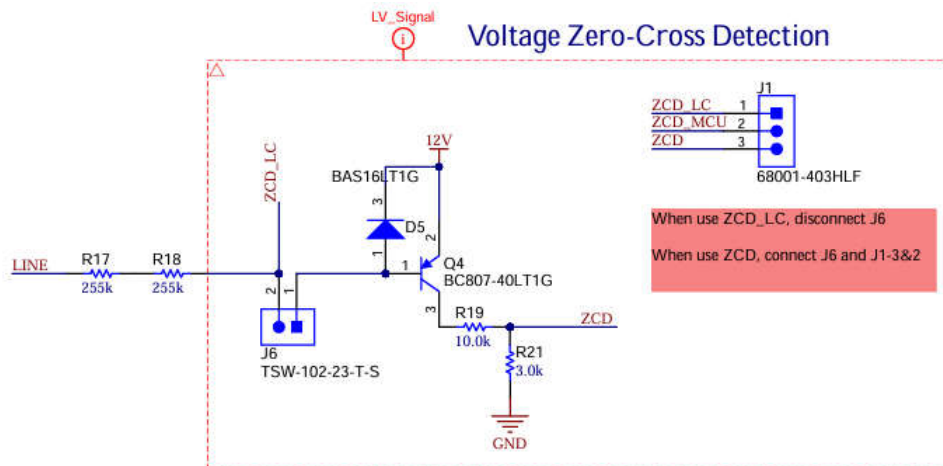 LV_Signal
i
Voltage Zero-Cross Detection
J1
ZCD_LC 1
ZCD_MCU 2
ZCD 3
68001-403HLF
12V
ZCD_LC
BAS16LT1G
3
D5
2
When use ZCD_LC, disconnect J6
When use ZCD, connect J6 and J1-3&2
LINE
R17
255k
R18
255k
1
1
Q4
BC807-40LT1G
2
1
3
R19
10.0k
ZCD
J6
TSW-102-23-T-S
R21
3.0k
GND